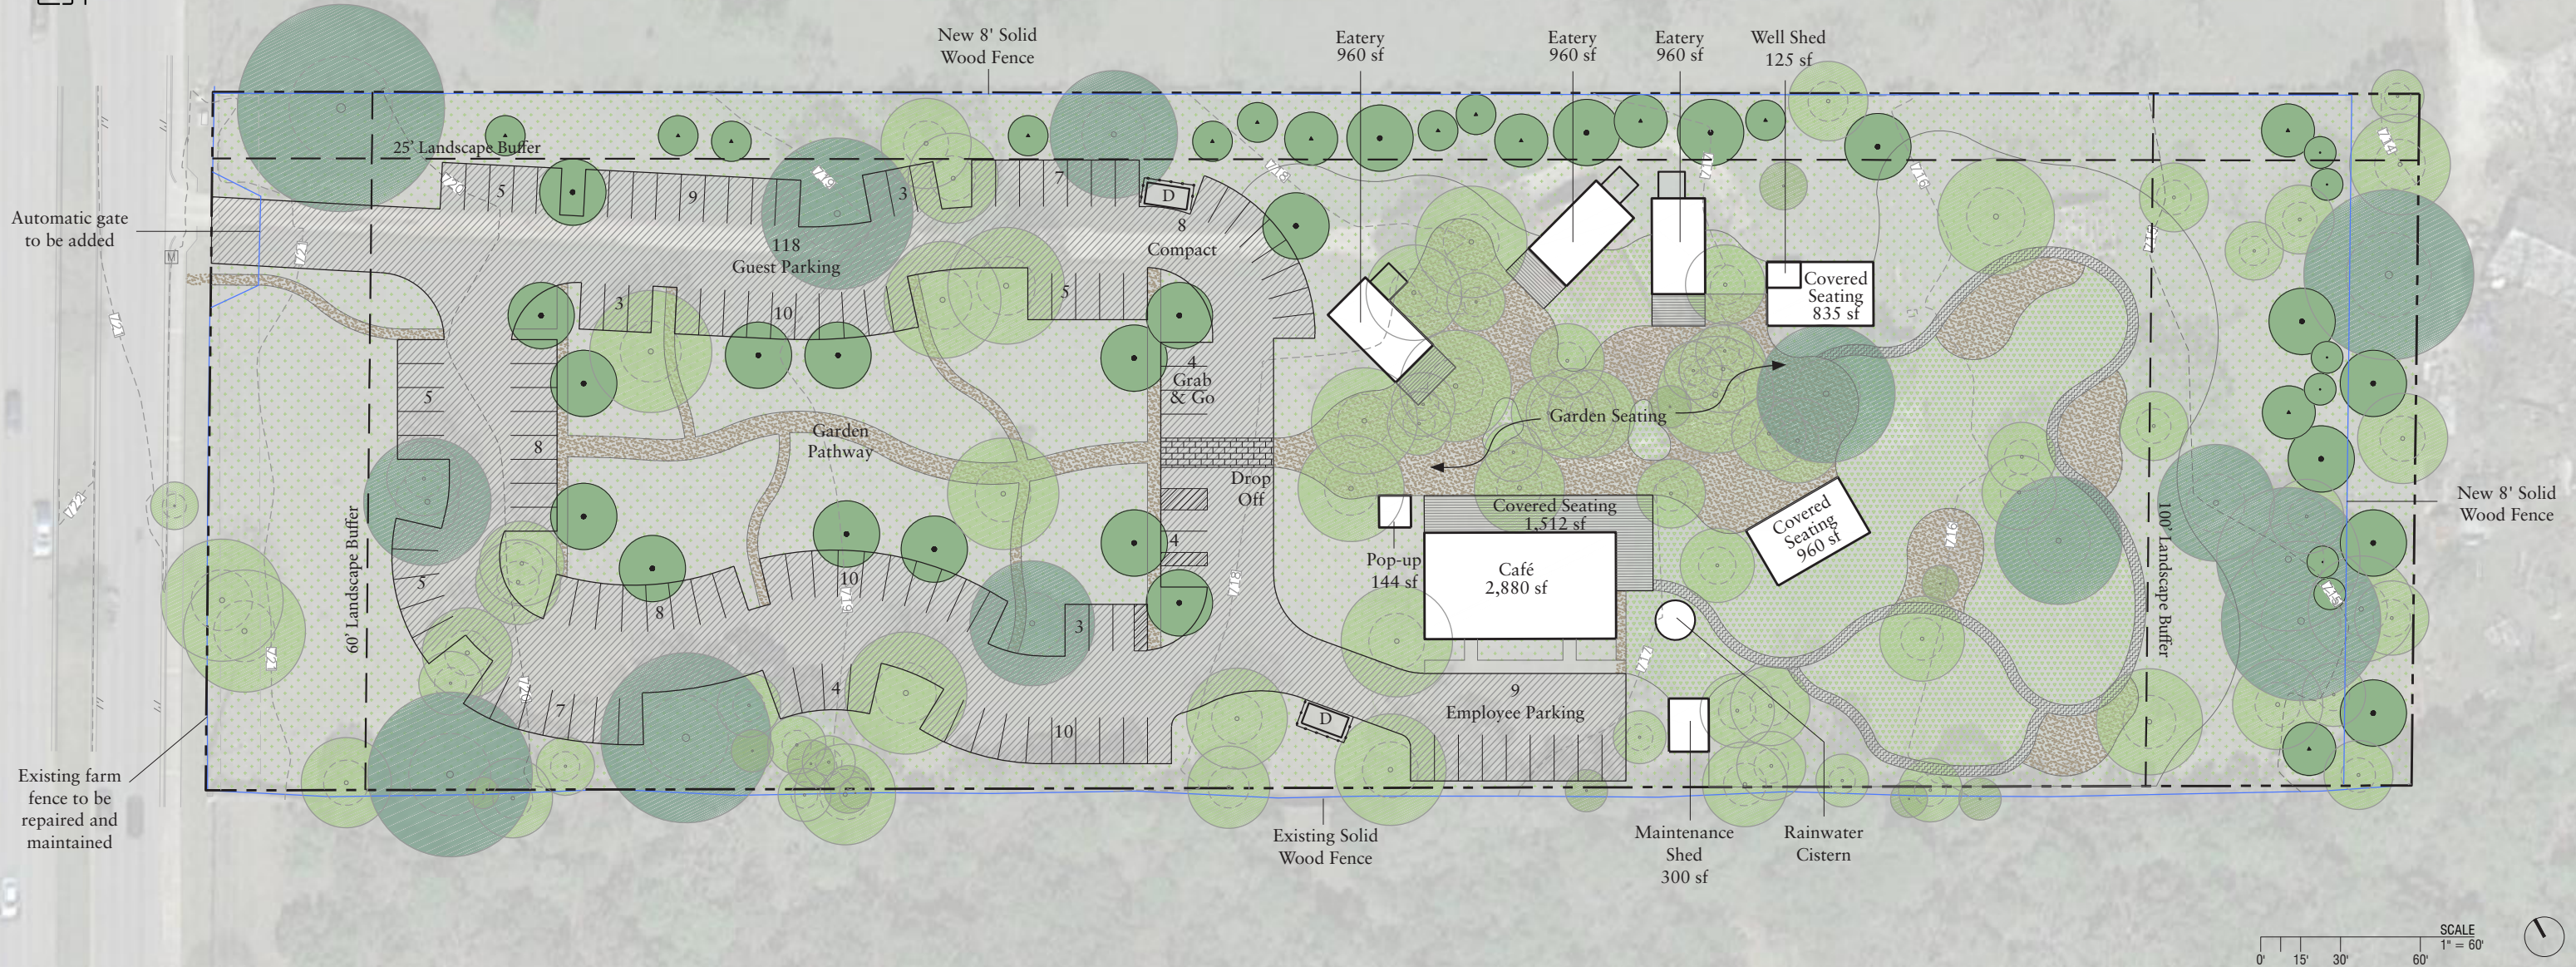 New 8' Solid
Wood Fence
Eatery
960 sf
Eatery
960 sf
Eatery
960 sf
Well Shed
125 sf
25' Landscape Buffer
Automatic gate
to be added
5
9
3
7
D
8
Compact
118
Guest Parking
M
3
10
5
Covered
Seating
835 sf
4
Grab
& Go
5
8
Garden
Pathway
Garden Seating
Drop
Off
Covered Seating
1,512 sf
Covered
Seating
960 sf
Pop-up
144 sf
Café
2,880 sf
New 8' Solid
Wood Fence
60' Landscape Buffer
100' Landscape Buffer
5
8
10
4
3
7
4
10
D
9
Employee Parking
Existing farm
fence to be
repaired and
maintained
Existing Solid
Wood Fence
Maintenance
Shed
300 sf
Rainwater
Cistern
SCALE
1" = 60'
0' 15' 30' 60'